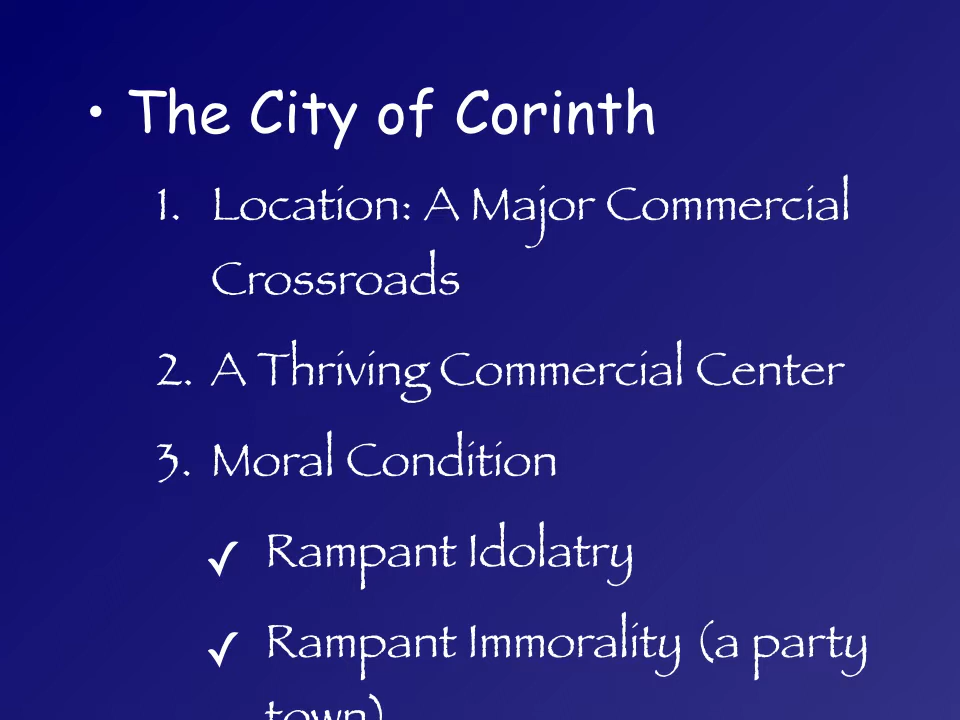 • The City of Corinth
1. Location: A Major Commercial
Crossroads
2. A Thriving Commercial Center
3. Moral Condition
✓ Rampant Idolatry
✓ Rampant Immorality (a party
town)